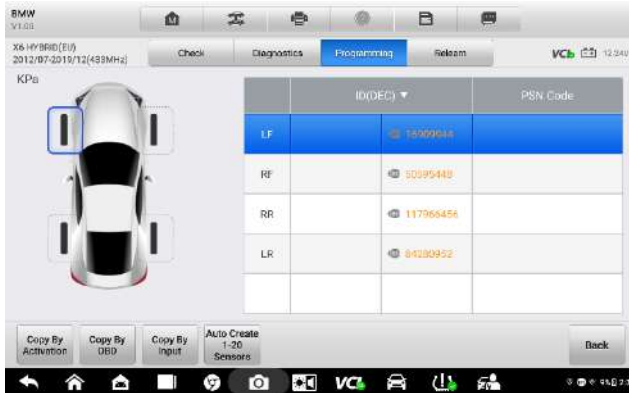 BMW
X6 HYBRID(EU)
2012/07-2019/12(433MHz)
Check
Diagnostics
Programming
Relearn
VCI
KPa
ID(DEC) ▼
PSN Code
LF
RF
50595448
RR
117966456
LR
84280952
Copy By
Activation
Copy By
OBD
Copy By
Input
Auto Create
1-20
Sensors
Back
VCI